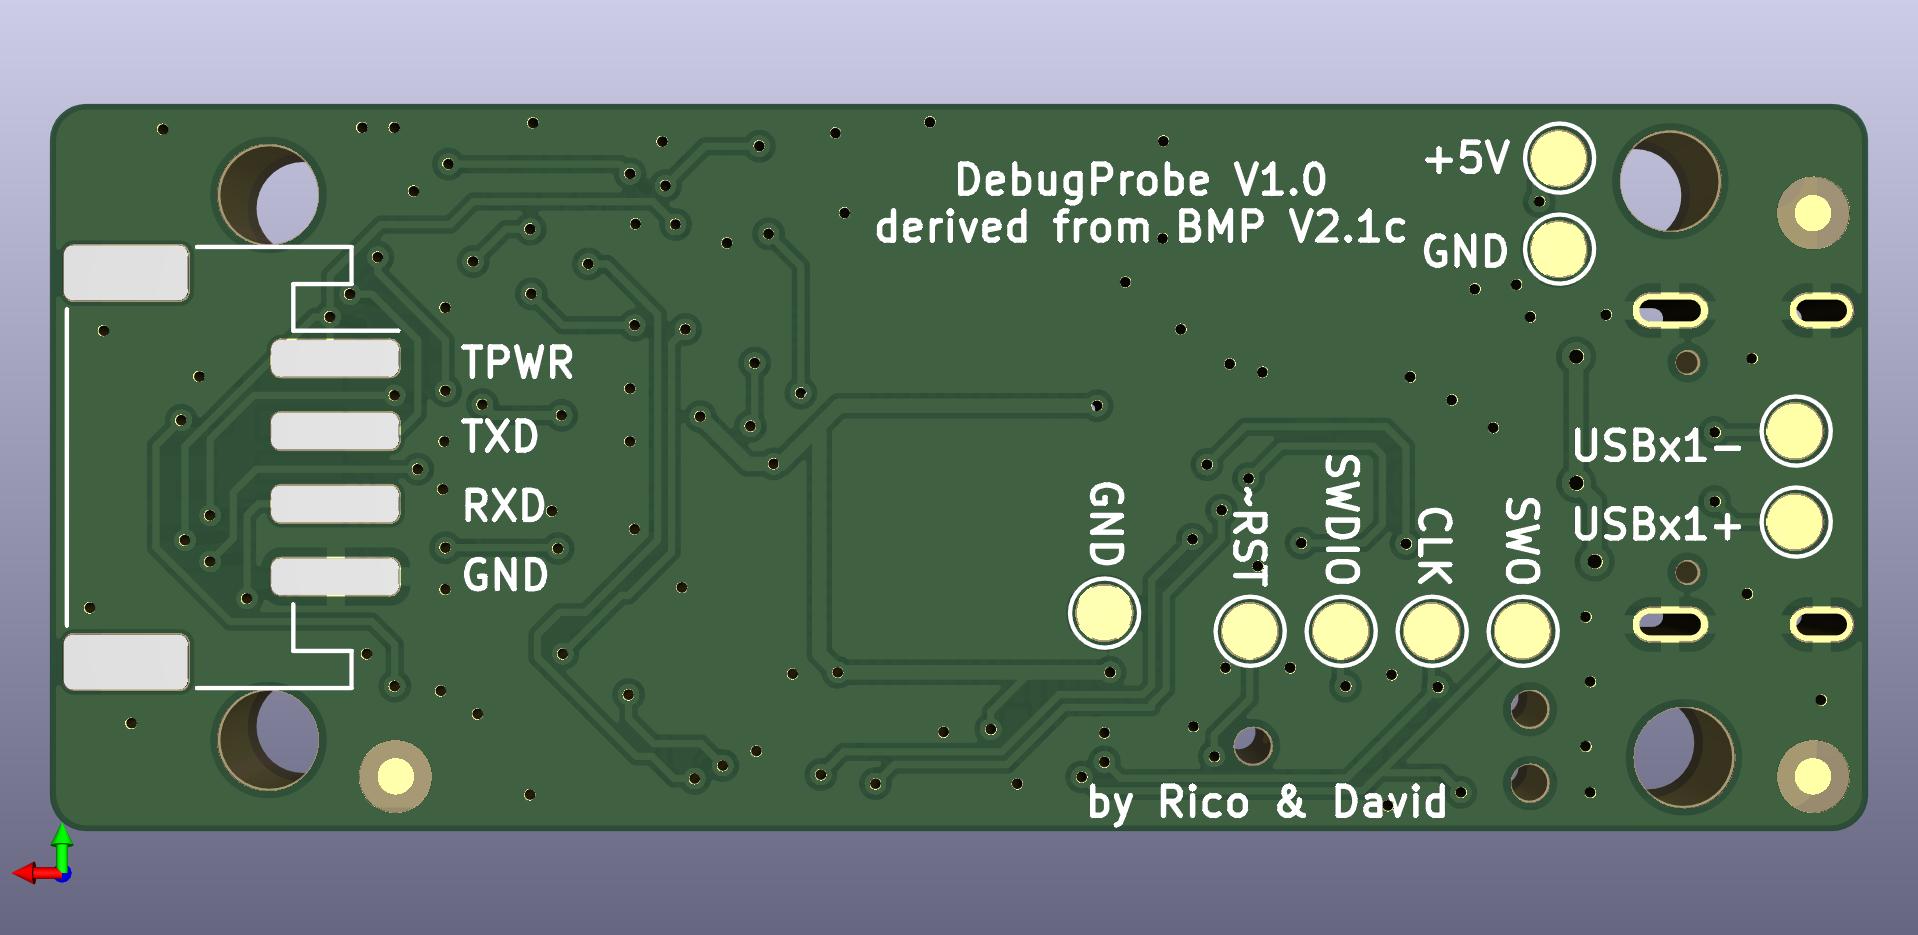 DebugProbe V1.0
derived from BMP V2.1c
+5V
GND
TPWR
TXD
RXD
GND
GND
~RST
SWDIO
CLK
SWO
USBx1-
USBx1+
by Rico & David